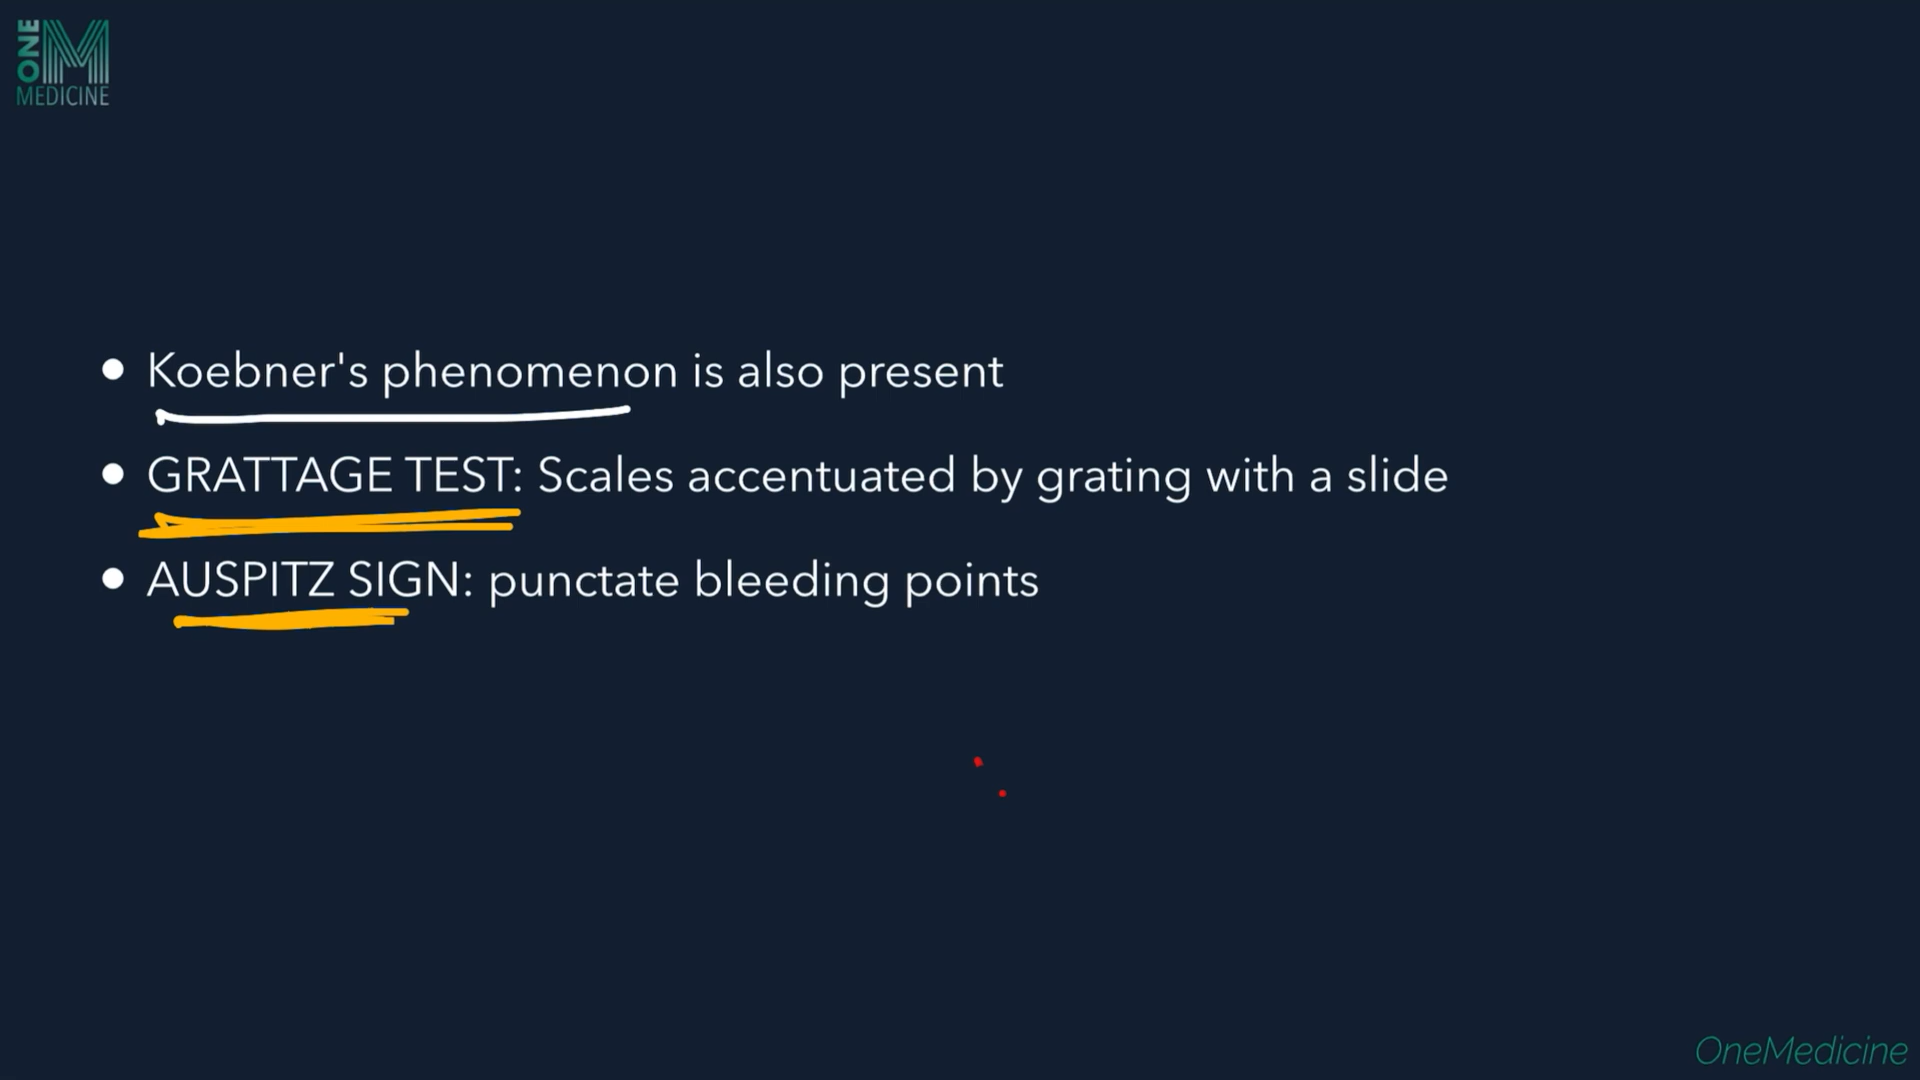 ONE
M
MEDICINE
• Koebner's phenomenon is also present
• GRATTAGE TEST: Scales accentuated by grating with a slide
• AUSPITZ SIGN: punctate bleeding points
OneMedicine